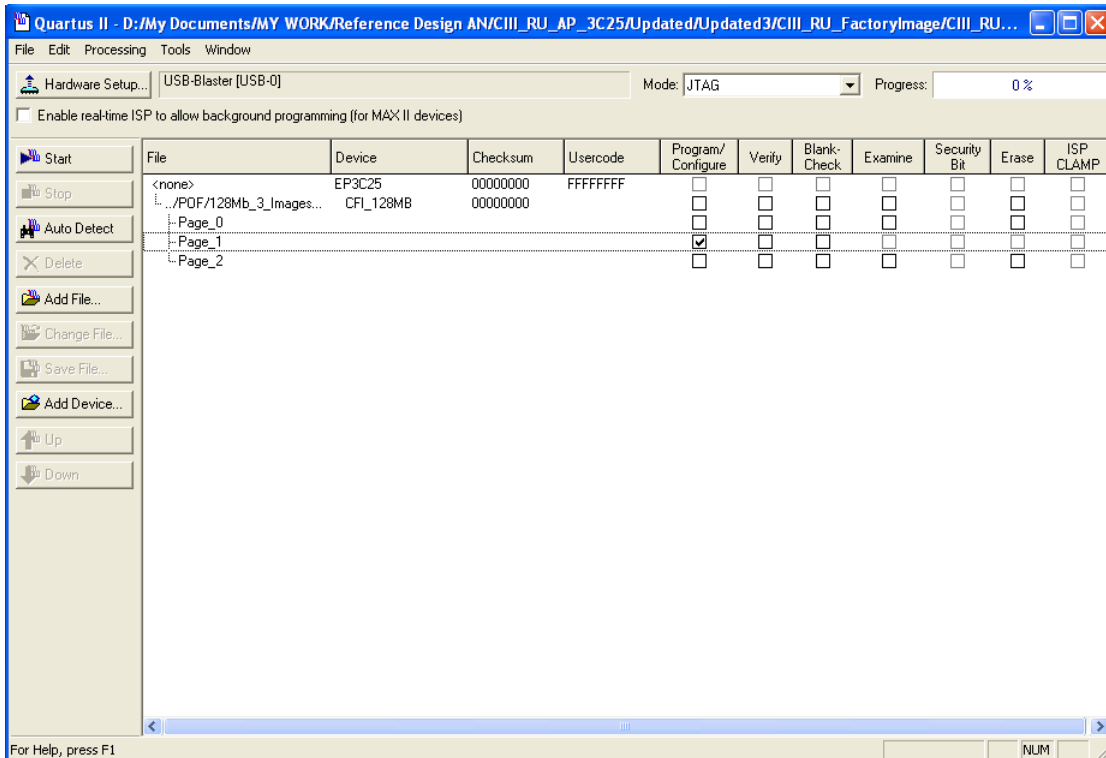 Quartus II - D:/My Documents/MY WORK/Reference Design AN/CIII_RU_AP_3C25/Updated/Updated3/CIII_RU_FactoryImage/CIII_RU...
File Edit Processing Tools Window
Hardware Setup... USB-Blaster [USB-0] Mode: JTAG Progress: 0 %
Enable real-time ISP to allow background programming (for MAX II devices)
Start
Stop
Auto Detect
Delete
Add File...
Change File...
Save File...
Add Device...
Up
Down
File Device Checksum Usercode Program/ Configure Verify Blank- Check Examine Security Bit Erase ISP CLAMP
<none> EP3C25 00000000 FFFFFFFF
../POF/128Mb_3_Images... CFI_128MB 00000000
Page_0
Page_1
Page_2
For Help, press F1 NUM